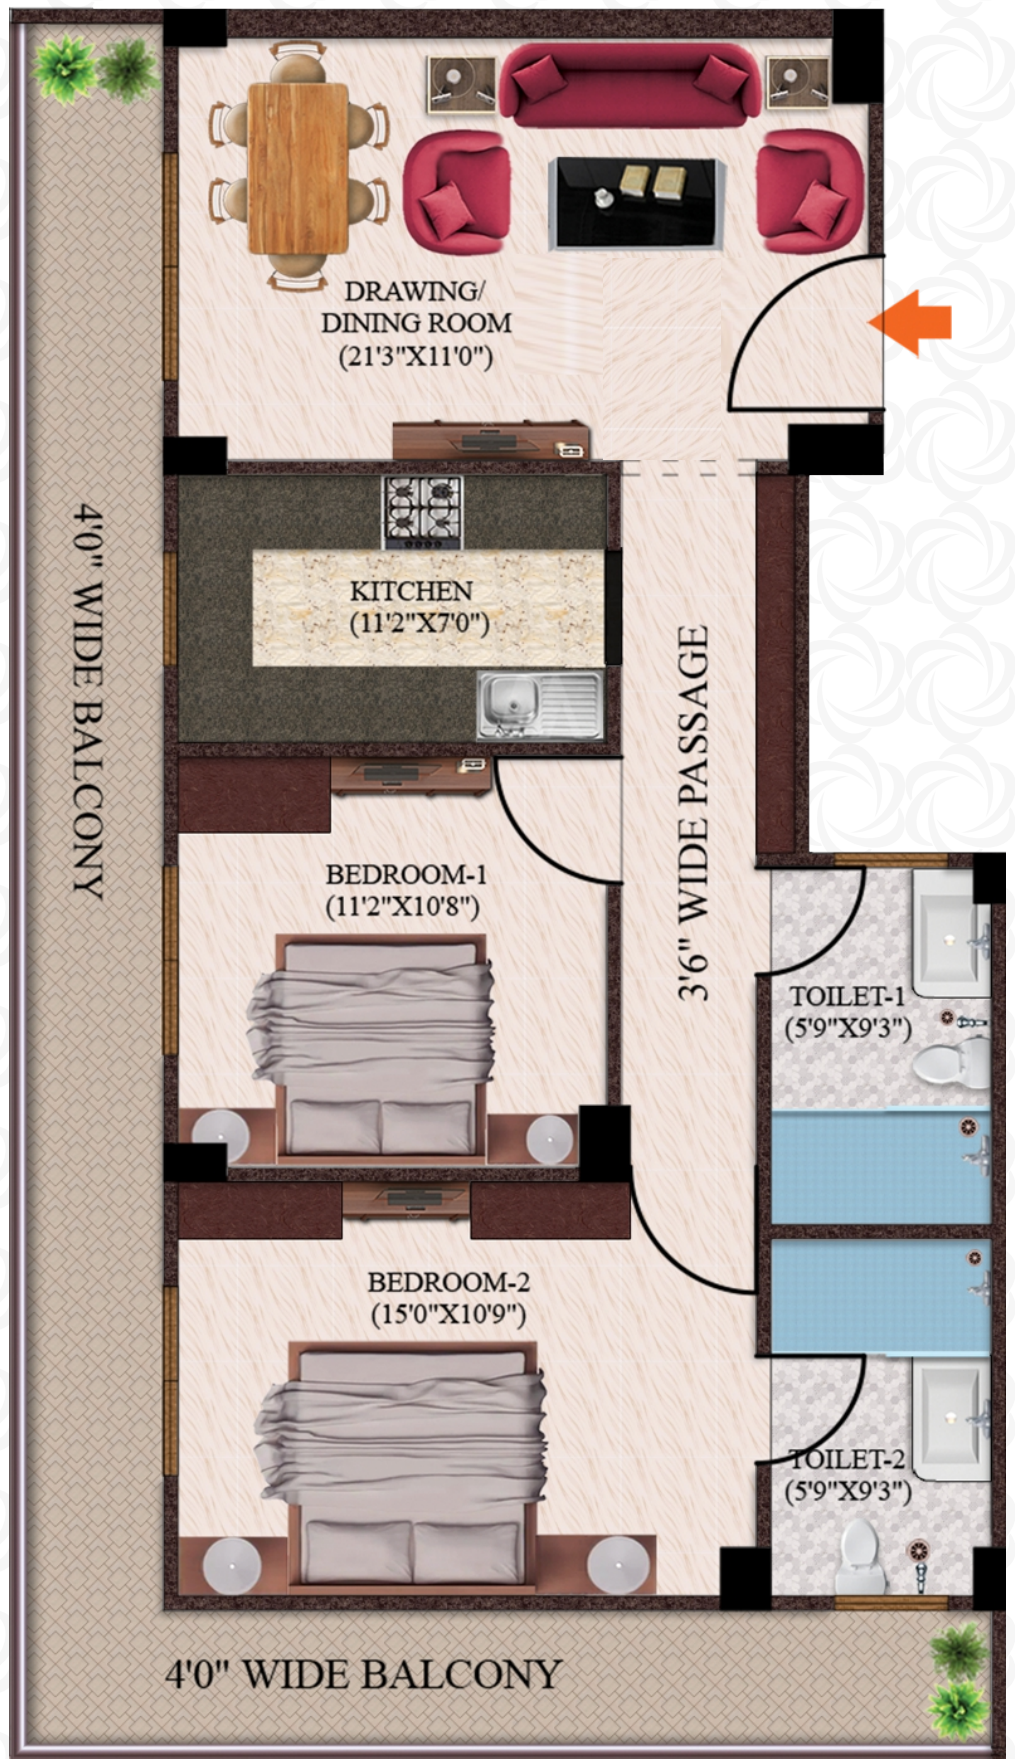 DRAWING/
DINING ROOM
(21'3"X11'0")
4'0" WIDE BALCONY
KITCHEN
(11'2"X7'0")
3'6" WIDE PASSAGE
BEDROOM-1
(11'2"X10'8")
TOILET-1
(5'9"X9'3")
BEDROOM-2
(15'0"X10'9")
TOILET-2
(5'9"X9'3")
4'0" WIDE BALCONY